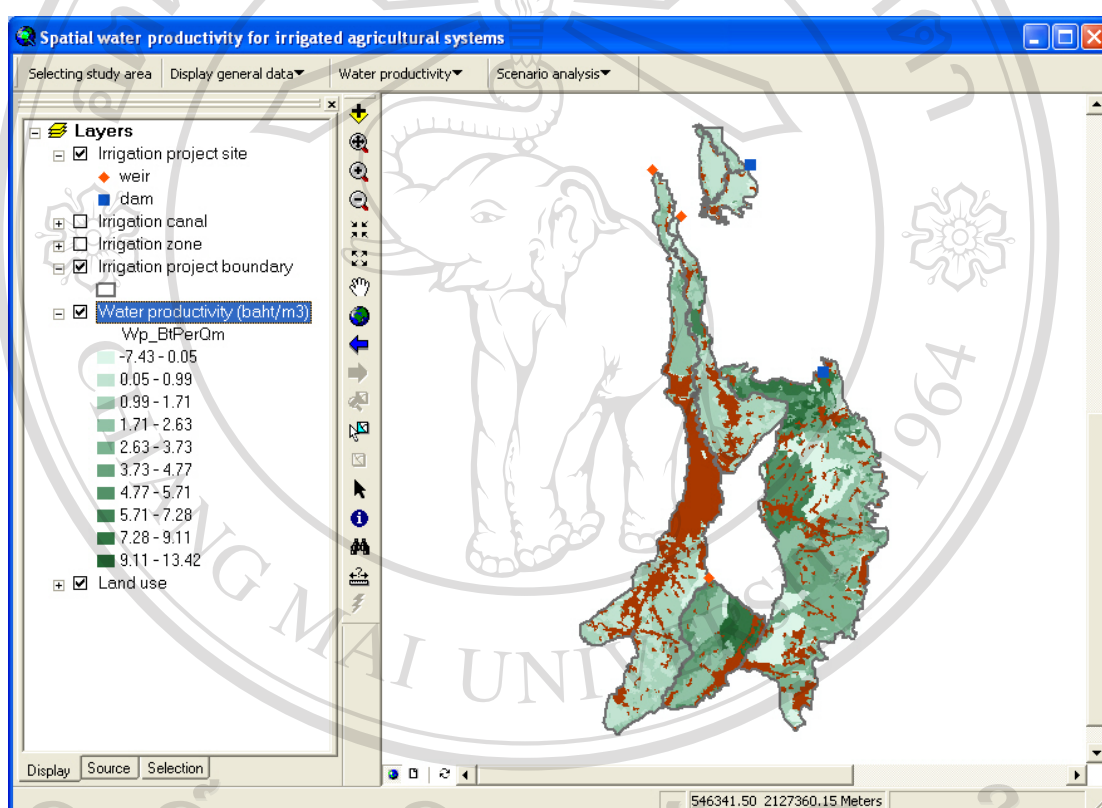 Spatial water productivity for irrigated agricultural systems
Selecting study area Display general data Water productivity Scenario analysis
Layers
Irrigation project site
weir
dam
Irrigation canal
Irrigation zone
Irrigation project boundary
Water productivity (baht/m3)
Wp_BtPerQm
-7.43 - 0.05
0.05 - 0.99
0.99 - 1.71
1.71 - 2.63
2.63 - 3.73
3.73 - 4.77
4.77 - 5.71
5.71 - 7.28
7.28 - 9.11
9.11 - 13.42
Land use
Display Source Selection
546341.50 2127360.15 Meters
CHIANG MAI UNIVERSITY 1964